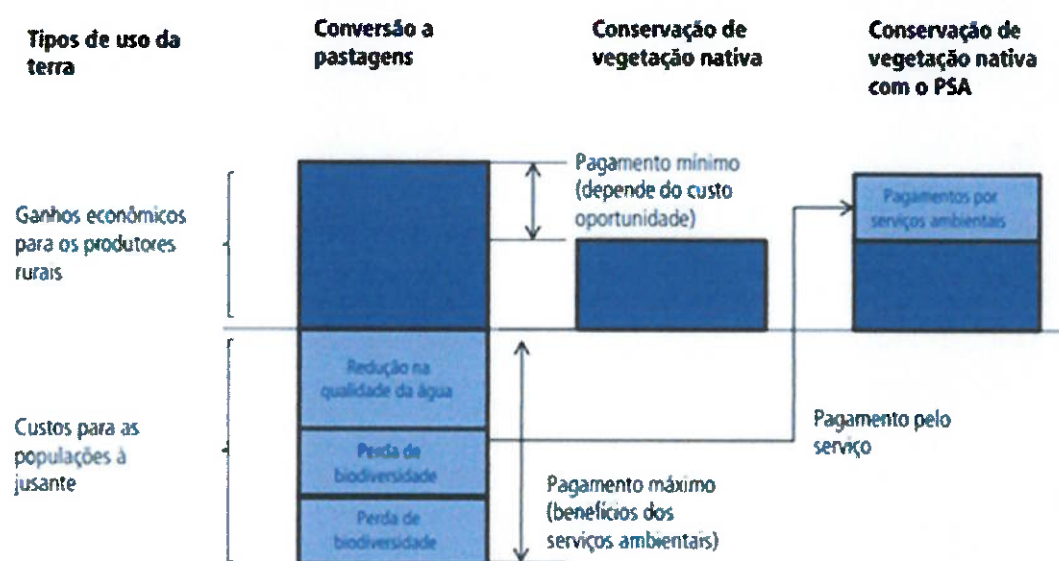 Tipos de uso da
terra
Conversão a
pastagens
Conservação de
vegetação nativa
Conservação de
vegetação nativa
com o PSA
Ganhos econômicos
para os produtores
rurais
Pagamento mínimo
(depende do custo
oportunidade)
Pagamentos por
serviços ambientais
Custos para as
populações à
jusante
Redução na
qualidade da água
Perda de
biodiversidade
Perda de
biodiversidade
Pagamento máximo
(benefícios dos
serviços ambientais)
Pagamento pelo
serviço